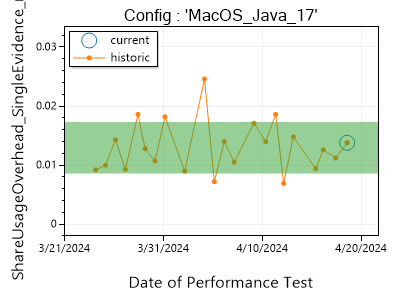 Config : 'MacOS_Java_17'
current
historic
ShareUsageOverhead_SingleEvidence_
0.03
0.02
0.01
0
3/21/2024
3/31/2024
4/10/2024
4/20/2024
Date of Performance Test